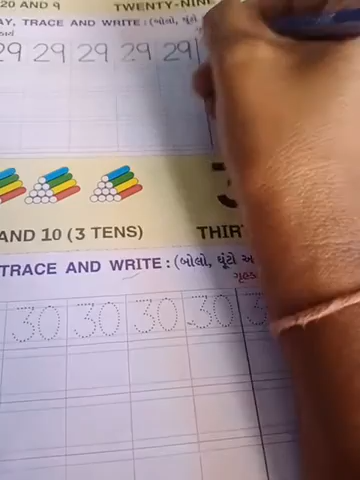 20 AND 9 TWENTY-NINE
AY, TRACE AND WRITE : (બોલો,
29 29 29 29 29
AND 10 (3 TENS) THIRT
TRACE AND WRITE : (બોલો, ઘૂંટો અ
30 30 30 30 3